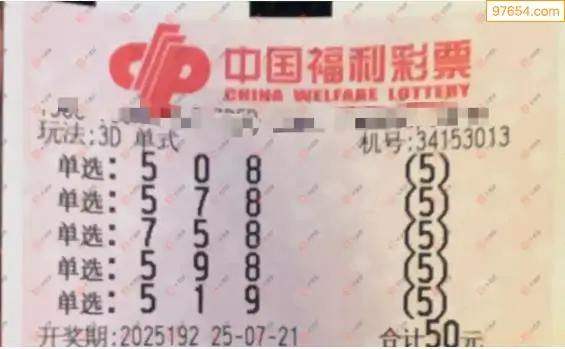 97654.com
中国福利彩票
CHINA WELFARE LOTTERY
玩法:3D 单式 机号:34153013
单选: 5 0 8 (5)
单选: 5 7 8 (5)
单选: 7 5 8 (5)
单选: 5 9 8 (5)
单选: 5 1 9 (5)
开奖期:2025192 25-07-21 合计50元